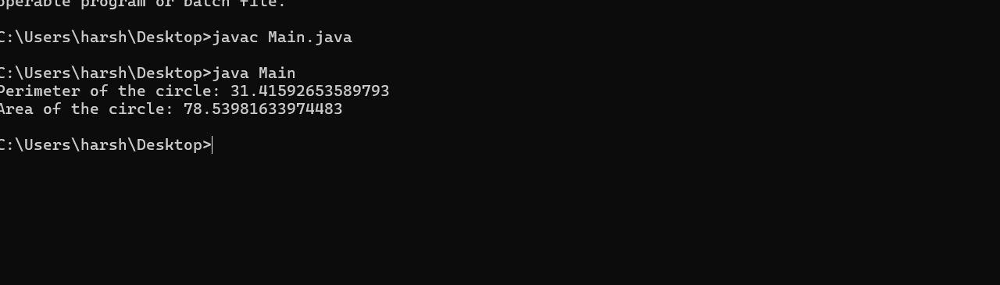 operable program or batch file.
C:\Users\harsh\Desktop>javac Main.java
C:\Users\harsh\Desktop>java Main
Perimeter of the circle: 31.41592653589793
Area of the circle: 78.53981633974483
C:\Users\harsh\Desktop>